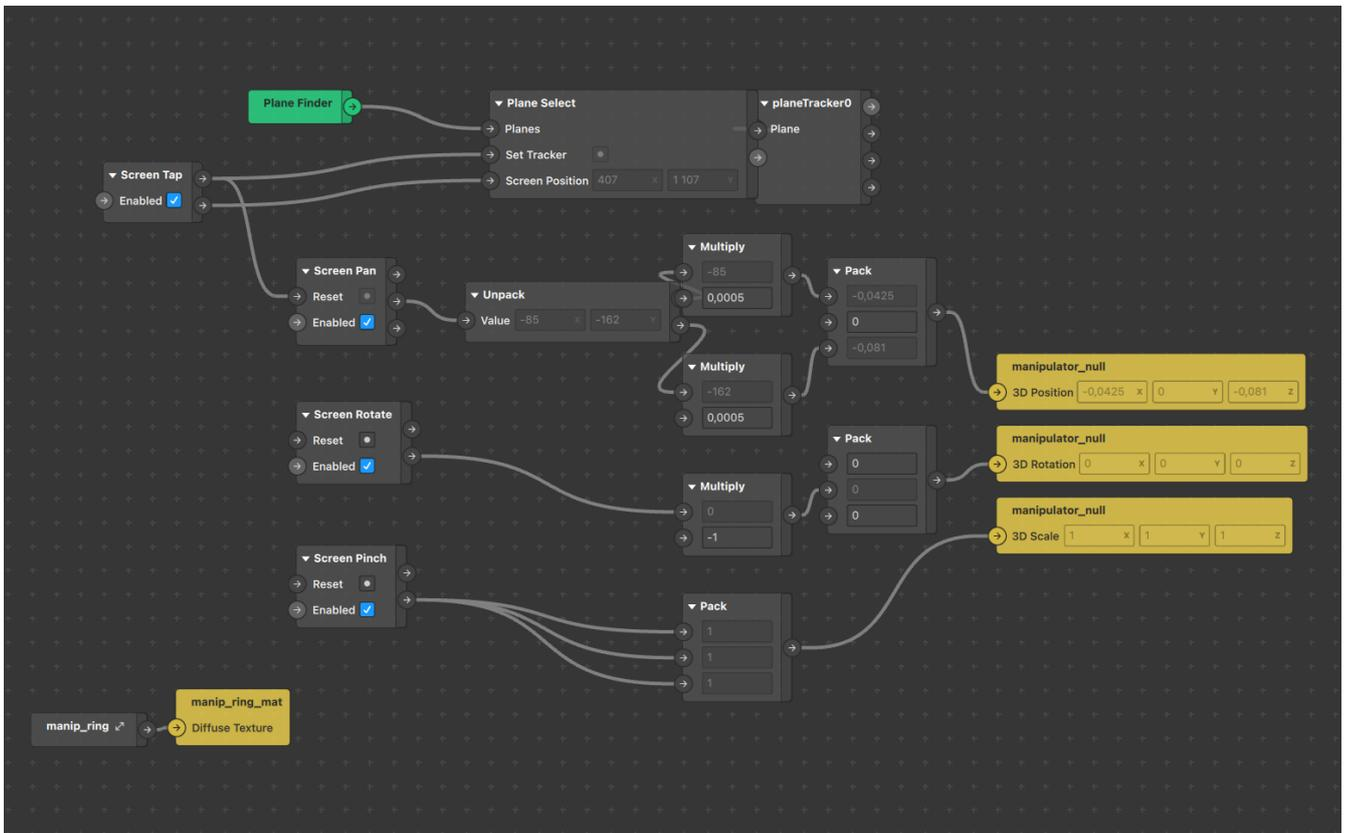 Plane Finder
Plane Select
Planes
Set Tracker
Screen Position 407 X 1 107 Y
planeTracker0
Plane
Screen Tap
Enabled
Screen Pan
Reset
Enabled
Unpack
Value -85 X -162 Y
Multiply
-85
0,0005
Multiply
-162
0,0005
Pack
-0,0425
0
-0,081
manipulator_null
3D Position -0,0425 X 0 Y -0,081 Z
Screen Rotate
Reset
Enabled
Multiply
0
-1
Pack
0
0
0
manipulator_null
3D Rotation 0 X 0 Y 0 Z
manipulator_null
3D Scale 1 X 1 Y 1 Z
Screen Pinch
Reset
Enabled
Pack
1
1
1
manip_ring
manip_ring_mat
Diffuse Texture